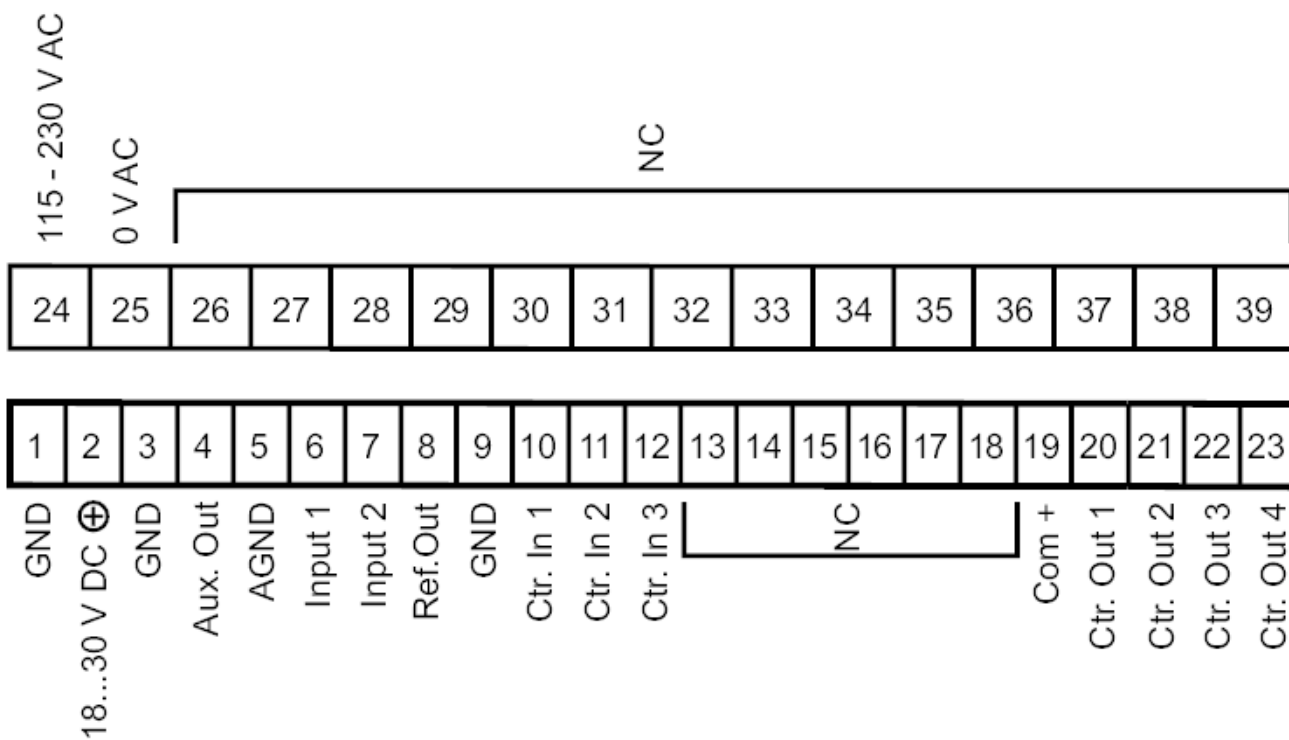 115 - 230 V AC
0 V AC
NC
24 25 26 27 28 29 30 31 32 33 34 35 36 37 38 39
1 2 3 4 5 6 7 8 9 10 11 12 13 14 15 16 17 18 19 20 21 22 23
GND
18...30 V DC ⊕
GND
Aux. Out
AGND
Input 1
Input 2
Ref.Out
GND
Ctr. In 1
Ctr. In 2
Ctr. In 3
NC
Com +
Ctr. Out 1
Ctr. Out 2
Ctr. Out 3
Ctr. Out 4